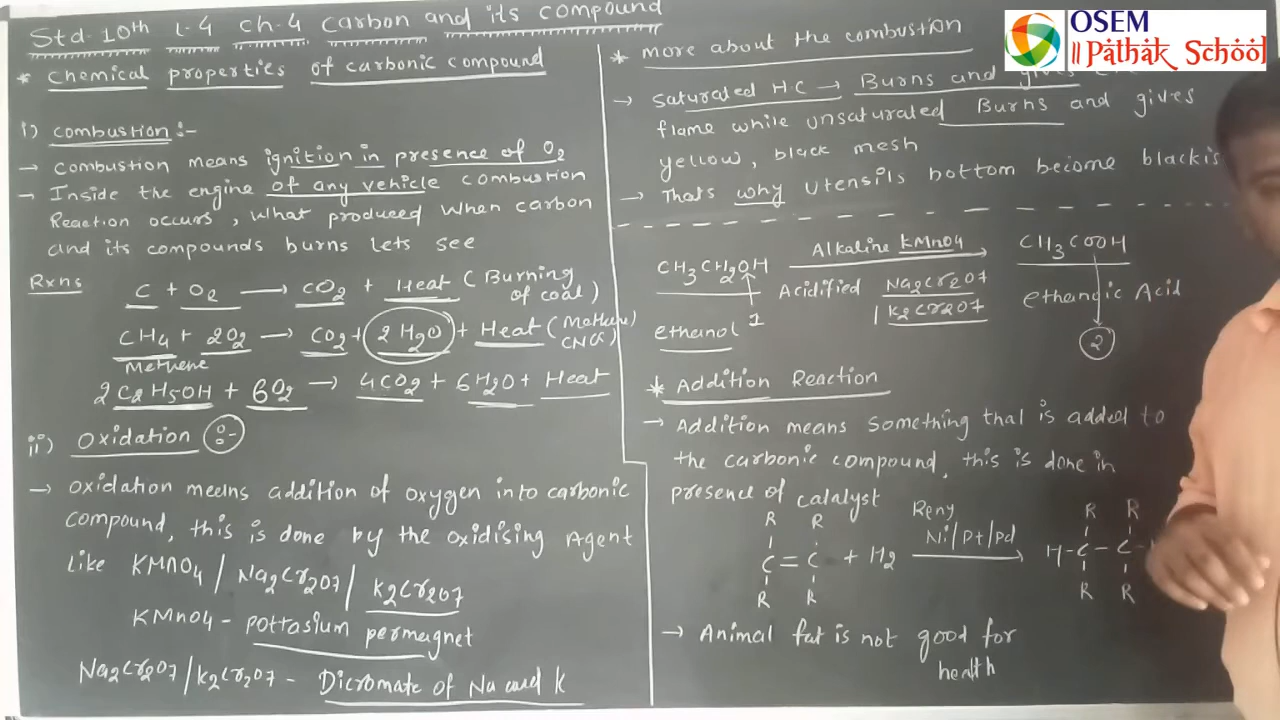 Std-10th L-4 Ch-4 Carbon and its compound
* Chemical properties of carbonic compound
i) combustion :-
→ combustion means ignition in presence of O2
→ Inside the engine of any vehicle combustion
Reaction occurs, what produced when carbon
and its compounds burns lets see
Rxns
C + O2 → CO2 + Heat (Burning of coal)
CH4 + 2O2 → CO2 + 2H2O + Heat (Methene) CNG)
Methene
2C2H5OH + 6O2 → 4CO2 + 6H2O + Heat
ii) Oxidation :-
→ oxidation meens addition of oxygen into carbonic
compound, this is done by the oxidising Agent
like KMnO4 / Na2Cr2O7 / K2Cr2O7
KMnO4 - pottasium permagnet
Na2Cr2O7 / K2Cr2O7 - Dicromate of Na and K
* More about the combustion
→ Saturated H.C → Burns and gives
flame while unsaturated Burns and gives
yellow, black mesh
→ Thats why utensils bottom become blackis
CH3CH2OH Alkaline KMnO4 → CH3COOH
Acidified Na2Cr2O7
| K2Cr2O7
ethanol 1
ethanoic Acid
2
* Addition Reaction
→ Addition means something that is added to
the carbonic compound, this is done in
presence of catalyst
R R
C = C + H2 Reny Ni/Pt/Pd → H-C-C-
R R
R R
R R
→ Animal fat is not good for
health
OSEM
Pathak School